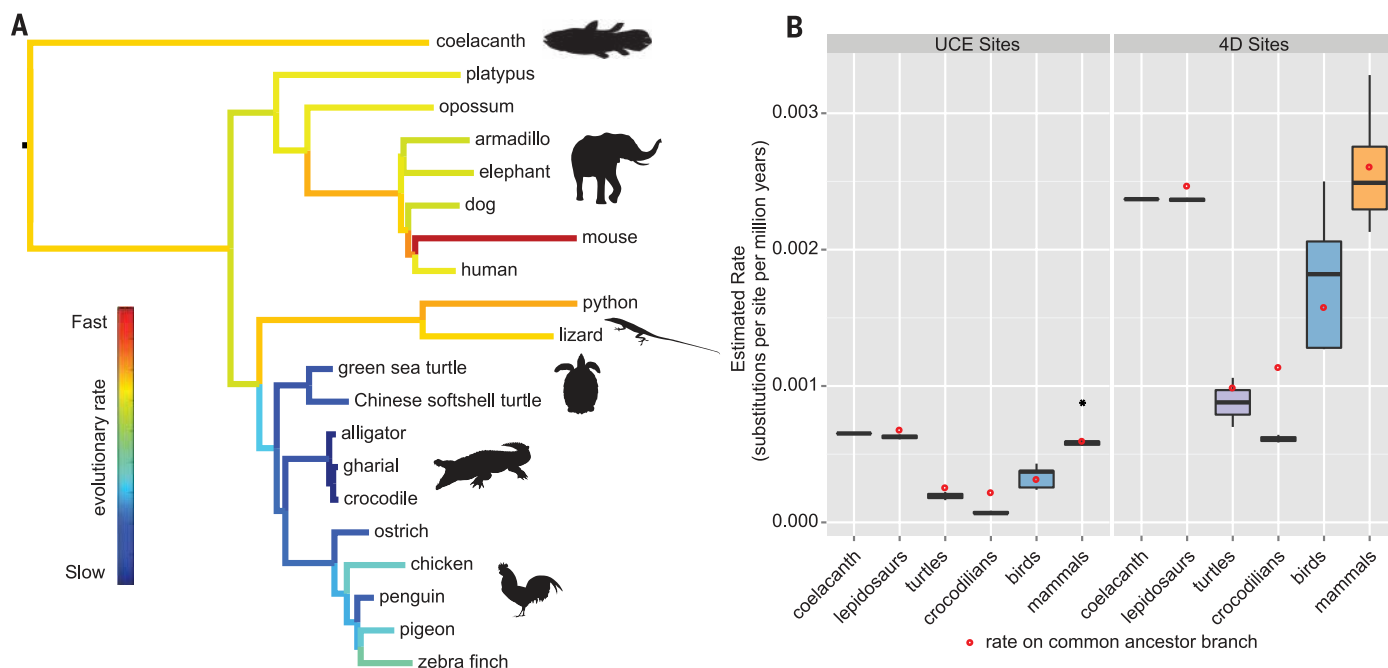 A
coelacanth
platypus
opossum
armadillo
elephant
dog
mouse
human
python
lizard
green sea turtle
Chinese softshell turtle
alligator
gharial
crocodile
ostrich
chicken
penguin
pigeon
zebra finch
Fast
evolutionary rate
Slow
B
UCE Sites
4D Sites
Estimated Rate
(substitutions per site per million years)
0.003
0.002
0.001
0.000
*
coelacanth
lepidosaurs
turtles
crocodilians
birds
mammals
coelacanth
lepidosaurs
turtles
crocodilians
birds
mammals
rate on common ancestor branch